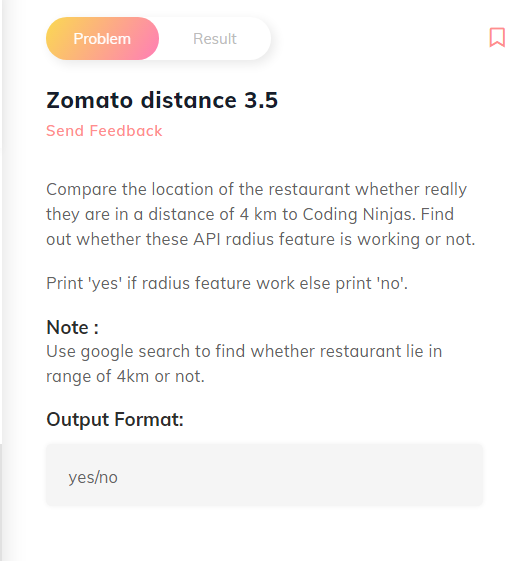 Problem
Result
Zomato distance 3.5
Send Feedback
Compare the location of the restaurant whether really
they are in a distance of 4 km to Coding Ninjas. Find
out whether these API radius feature is working or not.
Print 'yes' if radius feature work else print 'no'.
Note :
Use google search to find whether restaurant lie in
range of 4km or not.
Output Format:
yes/no